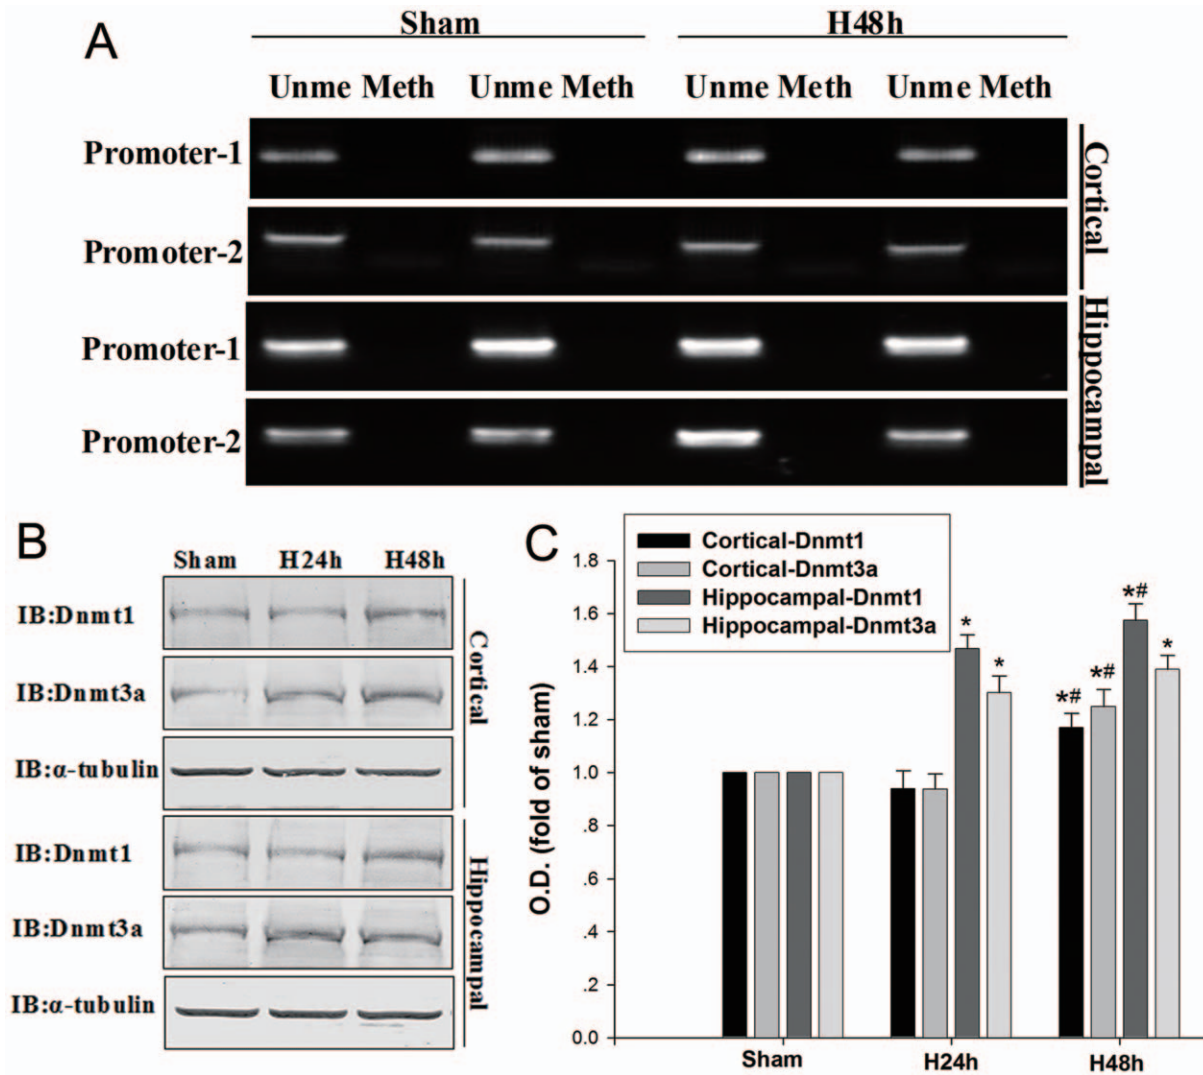 A
Sham H48h
Unme Meth Unme Meth Unme Meth Unme Meth
Promoter-1
Promoter-2
Cortical
Promoter-1
Promoter-2
Hippocampal
B
Sham H24h H48h
IB:Dnmt1
IB:Dnmt3a
IB:α-tubulin
Cortical
IB:Dnmt1
IB:Dnmt3a
IB:α-tubulin
Hippocampal
C
Cortical-Dnmt1
Cortical-Dnmt3a
Hippocampal-Dnmt1
Hippocampal-Dnmt3a
O.D. (fold of sham)
1.8
1.6
1.4
1.2
1.0
.8
.6
.4
.2
0.0
* *
*# *# *# *
Sham H24h H48h